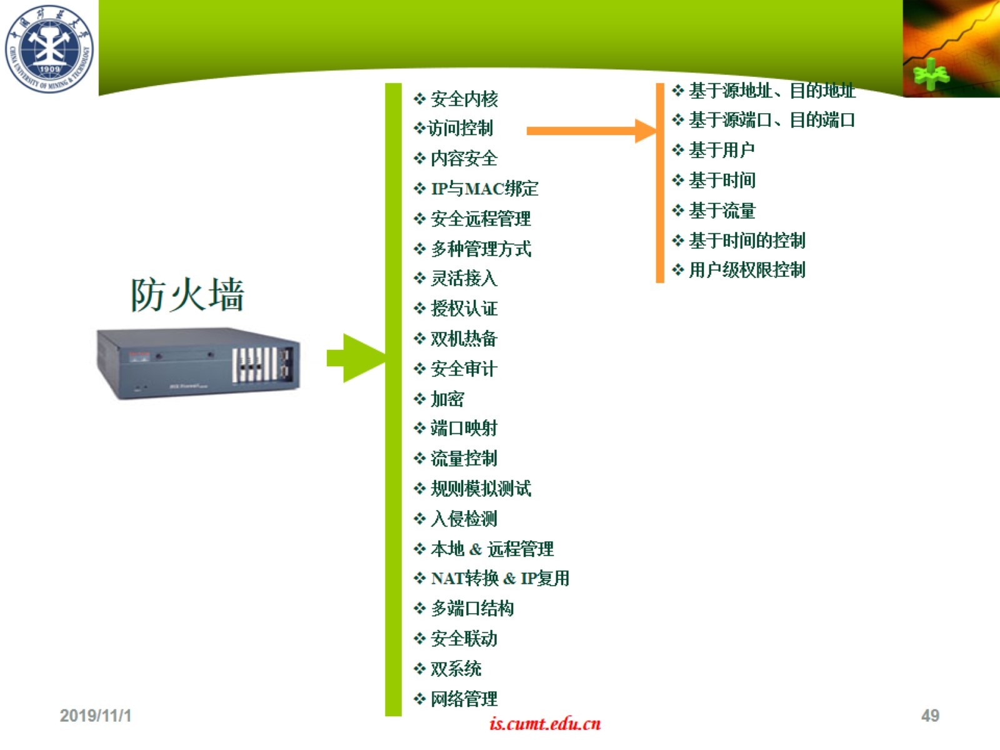 中国矿业大学
CHINA UNIVERSITY OF MINING & TECHNOLOGY
1909
防火墙
❖ 安全内核
❖访问控制
❖ 内容安全
❖ IP与MAC绑定
❖ 安全远程管理
❖ 多种管理方式
❖ 灵活接入
❖ 授权认证
❖ 双机热备
❖ 安全审计
❖ 加密
❖ 端口映射
❖ 流量控制
❖ 规则模拟测试
❖ 入侵检测
❖ 本地 & 远程管理
❖ NAT转换 & IP复用
❖ 多端口结构
❖ 安全联动
❖ 双系统
❖ 网络管理
❖ 基于源地址、目的地址
❖ 基于源端口、目的端口
❖ 基于用户
❖ 基于时间
❖ 基于流量
❖ 基于时间的控制
❖ 用户级权限控制
2019/11/1
is.cumt.edu.cn
49